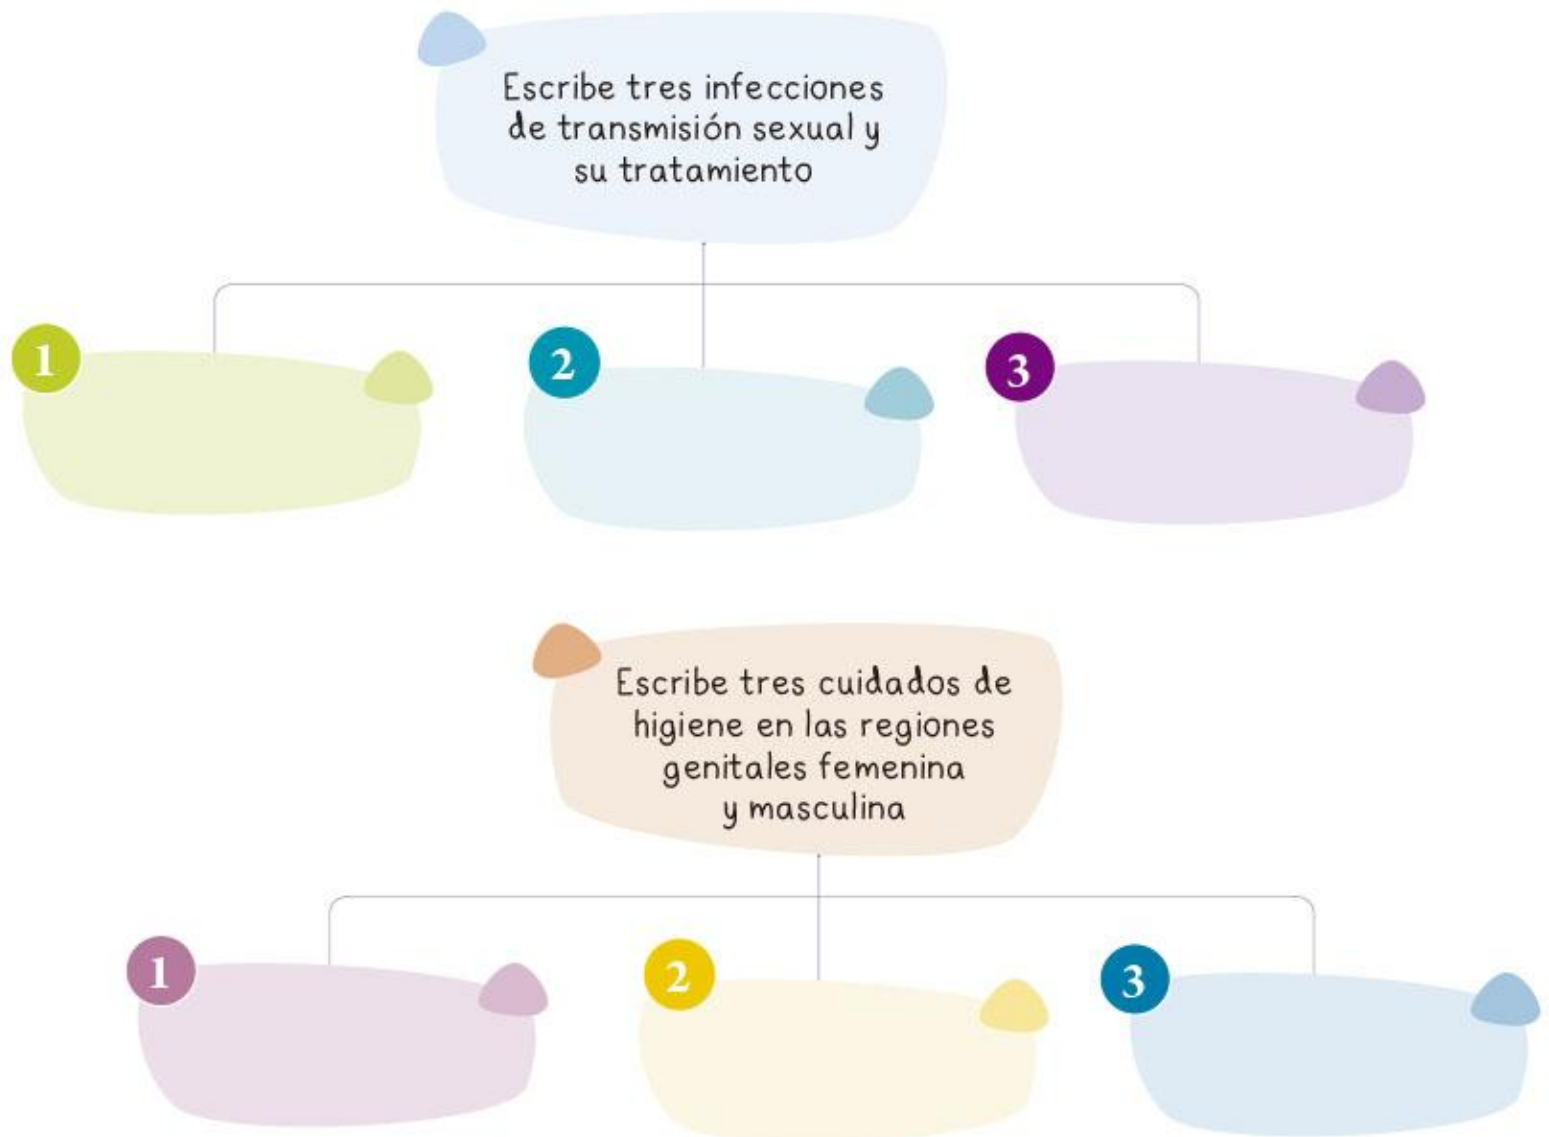 Escribe tres infecciones
de transmisión sexual y
su tratamiento
1
2
3
Escribe tres cuidados de
higiene en las regiones
genitales femenina
y masculina
1
2
3